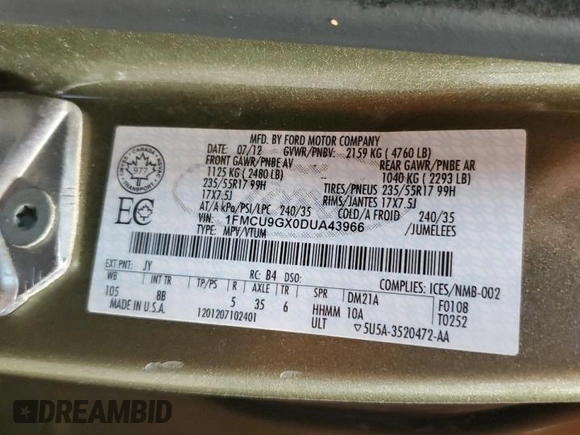 MFD. BY FORD MOTOR COMPANY
DATE: 07/12 GVWR/PNBV: 2159 KG ( 4760 LB)
FRONT GAWR/PNBE AV REAR GAWR/PNBE AR
1125 KG ( 2480 LB) 1040 KG ( 2293 LB)
235/55R17 99H TIRES/PNEUS 235/55R17 99H
17X7.5J RIMS/JANTES 17X7.5J
AT/A kPa/PSI/LPC 240/35 COLD/A FROID 240/35
VIN: 1FMCU9GX0DUA43966 /JUMELEES
TYPE: MPV/VTUM
CANADA
977
TRANSPORT
EC
EXT PNT: JY RC: B4 DSO: COMPLIES: ICES/NMB-002
WB INT TR TP/PS R AXLE TR SPR DM21A F0108
105 8B 5 35 6 HHMM 10A T0252
MADE IN U.S.A. 1201207102401 ULT 5U5A-3520472-AA
DREAMBID